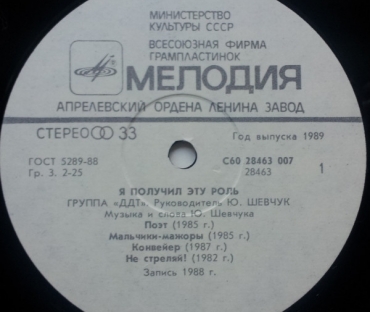 МИНИСТЕРСТВО
КУЛЬТУРЫ СССР
ВСЕСОЮЗНАЯ ФИРМА
ГРАМПЛАСТИНОК
МЕЛОДИЯ
АПРЕЛЕВСКИЙ ОРДЕНА ЛЕНИНА ЗАВОД
СТЕРЕО 33
Год выпуска 1989
ГОСТ 5289-88
С60 28463 007
Гр. 3. 2-25
28463
1
Я ПОЛУЧИЛ ЭТУ РОЛЬ
ГРУППА «ДДТ». Руководитель Ю. ШЕВЧУК
Музыка и слова Ю. Шевчука
Поэт (1985 г.)
Мальчики-мажоры (1985 г.)
Конвейер (1987 г.)
Не стреляй! (1982 г.)
Запись 1988 г.